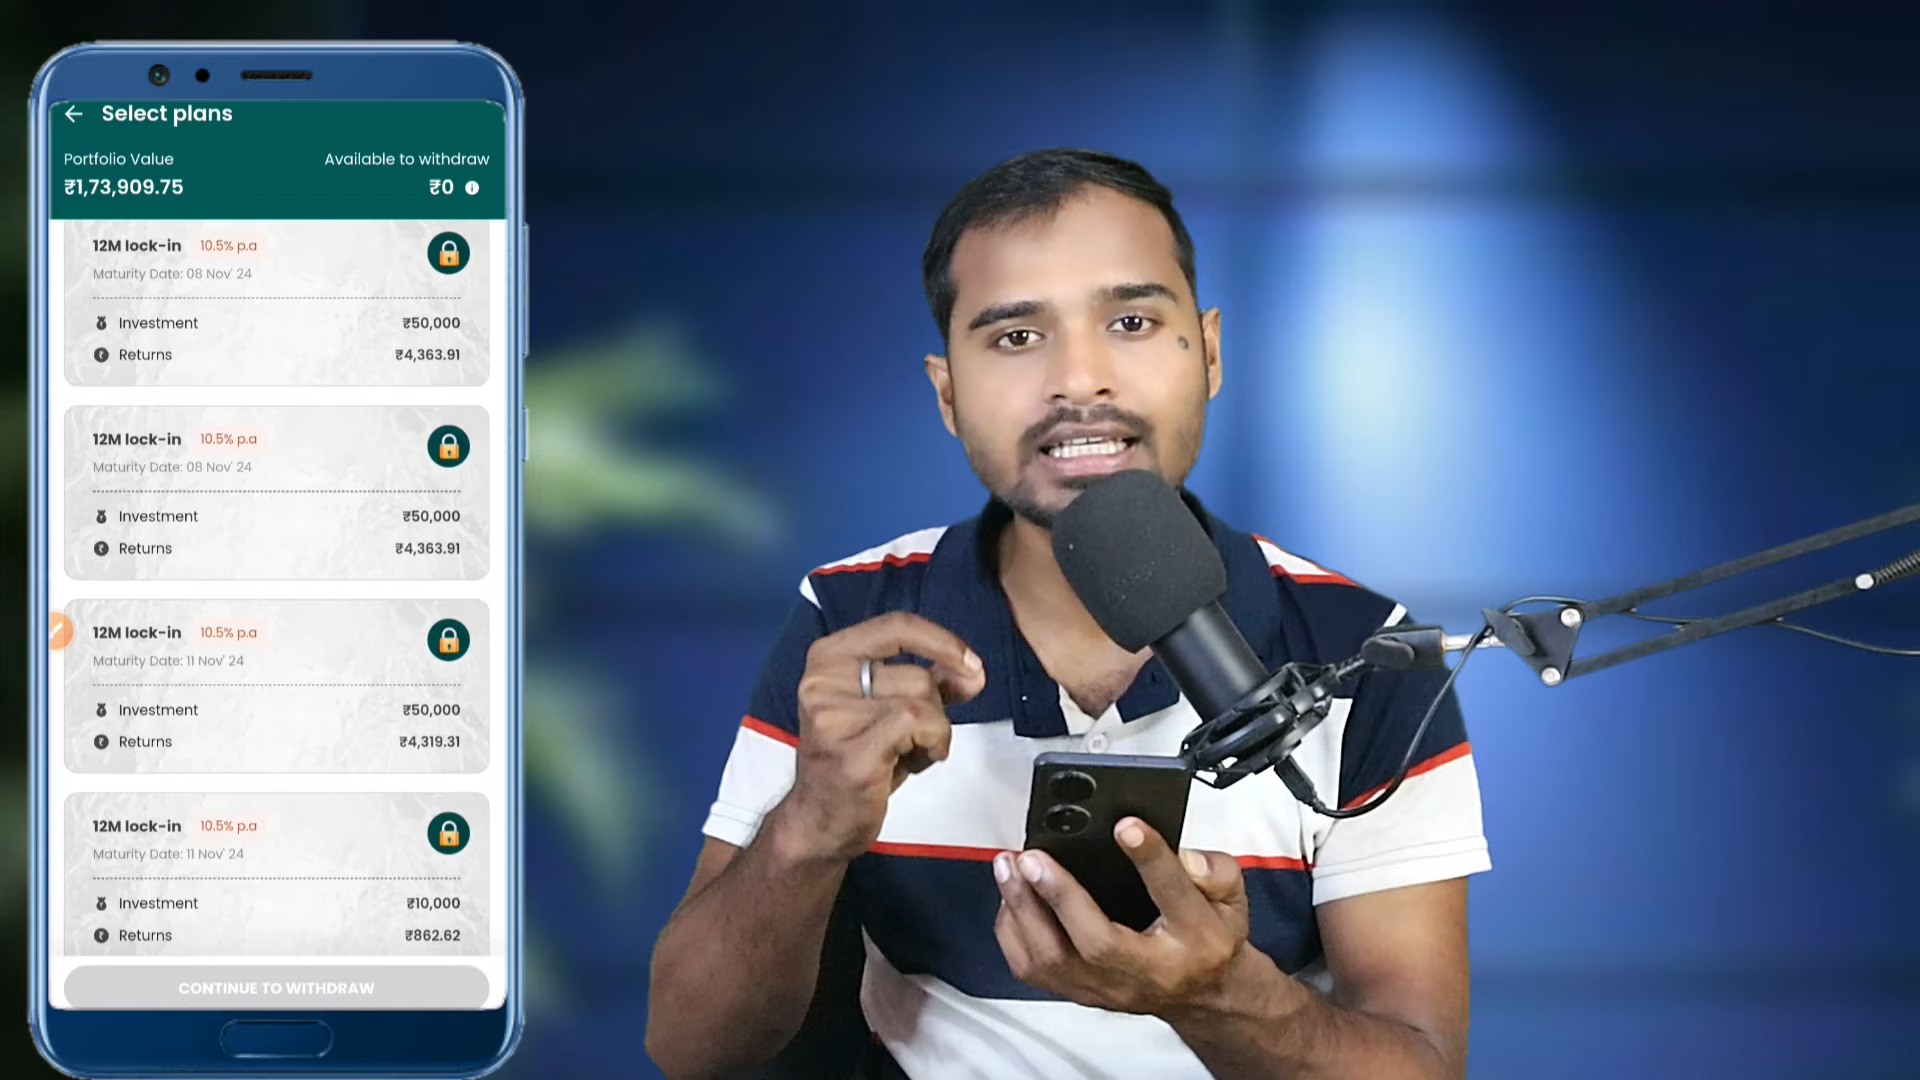 Select plans
Portfolio Value Available to withdraw
₹1,73,909.75 ₹0
12M lock-in 10.5% p.a
Maturity Date: 08 Nov' 24
Investment ₹50,000
Returns ₹4,363.91
12M lock-in 10.5% p.a
Maturity Date: 08 Nov' 24
Investment ₹50,000
Returns ₹4,363.91
12M lock-in 10.5% p.a
Maturity Date: 11 Nov' 24
Investment ₹50,000
Returns ₹4,319.31
12M lock-in 10.5% p.a
Maturity Date: 11 Nov' 24
Investment ₹10,000
Returns ₹862.62
CONTINUE TO WITHDRAW